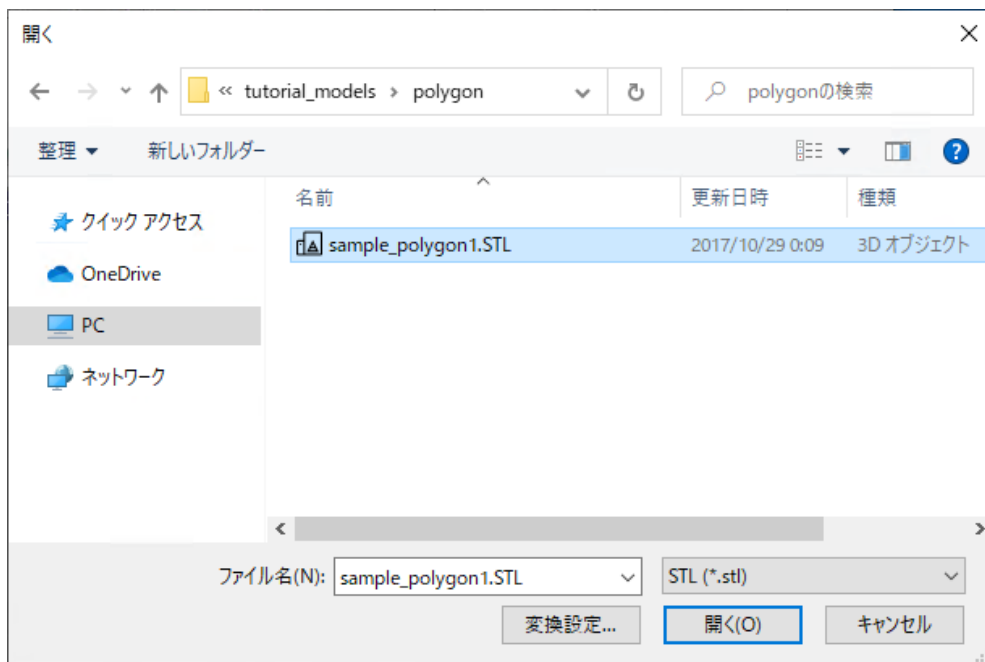 開く
« tutorial_models › polygon
polygonの検索
整理 新しいフォルダー
名前 更新日時 種類
クイック アクセス
OneDrive
PC
ネットワーク
sample_polygon1.STL 2017/10/29 0:09 3D オブジェクト
ファイル名(N): sample_polygon1.STL STL (*.stl)
変換設定... 開く(O) キャンセル